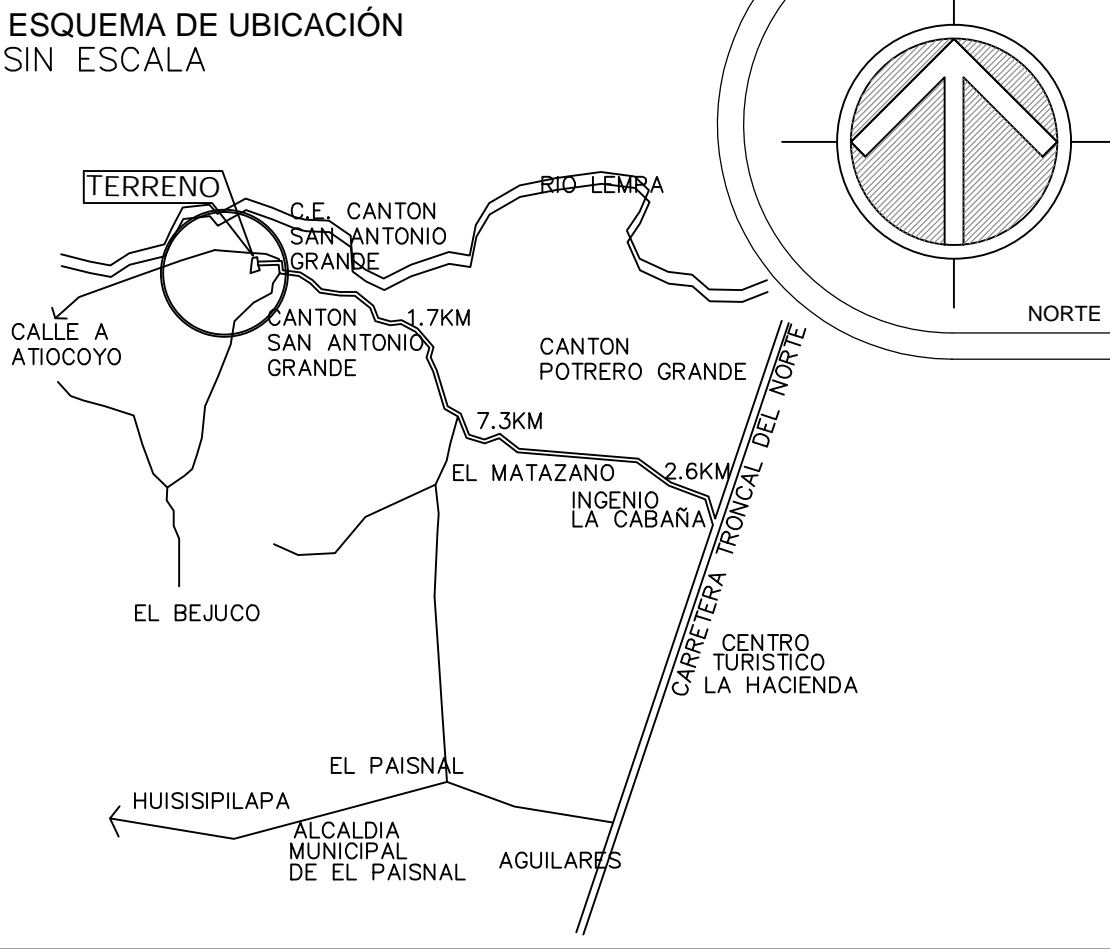 ESQUEMA DE UBICACIÓN
SIN ESCALA
NORTE
TERRENO
RIO LEMPA
C.E. CANTON
SAN ANTONIO
GRANDE
CALLE A
ATIOCOYO
CANTON
SAN ANTONIO
GRANDE
1.7KM
CANTON
POTRERO GRANDE
7.3KM
EL MATAZANO
2.6KM
INGENIO
LA CABAÑA
CARRETERA TRONCAL DEL NORTE
EL BEJUCO
CENTRO
TURISTICO
LA HACIENDA
EL PAISNAL
HUISISIPILAPA
ALCALDIA
MUNICIPAL
DE EL PAISNAL
AGUILARES